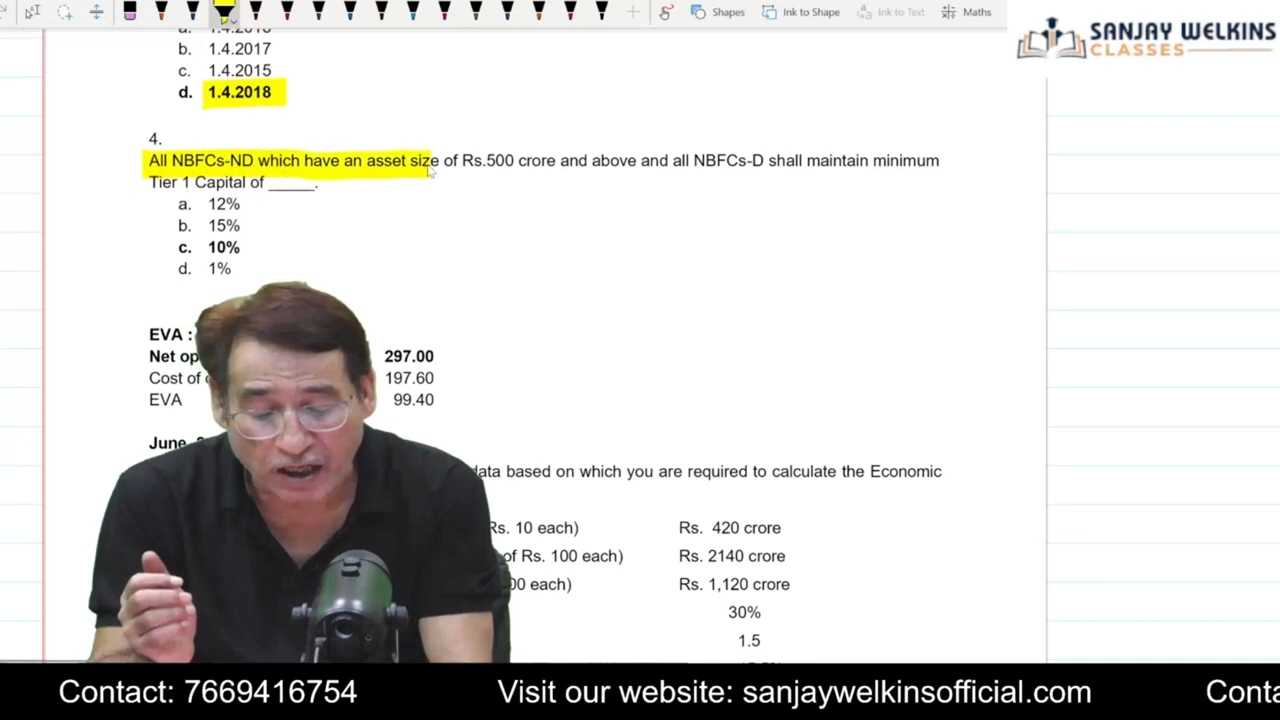 Shapes
Ink to Shape
Ink to Text
Maths
SANJAY WELKINS
CLASSES
b. 1.4.2017
c. 1.4.2015
d. 1.4.2018
4.
All NBFCs-ND which have an asset size of Rs.500 crore and above and all NBFCs-D shall maintain minimum
Tier 1 Capital of _____.
a. 12%
b. 15%
c. 10%
d. 1%
EVA :
Net 297.00
Cost of 197.60
EVA 99.40
June,
data based on which you are required to calculate the Economic
Rs. 10 each) Rs. 420 crore
of Rs. 100 each) Rs. 2140 crore
each) Rs. 1,120 crore
30%
1.5
Contact: 7669416754 Visit our website: sanjaywelkinsofficial.com